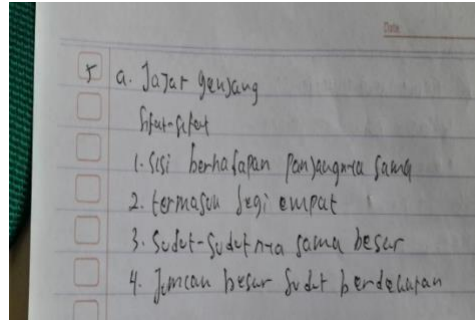 Date
5 a. Jajar genjang
Sifat-sifat
1. sisi berhadapan panjangnya sama
2. termasuk segi empat
3. Sudut-sudutnya sama besar
4. Jumlah besar sudut berdekatan